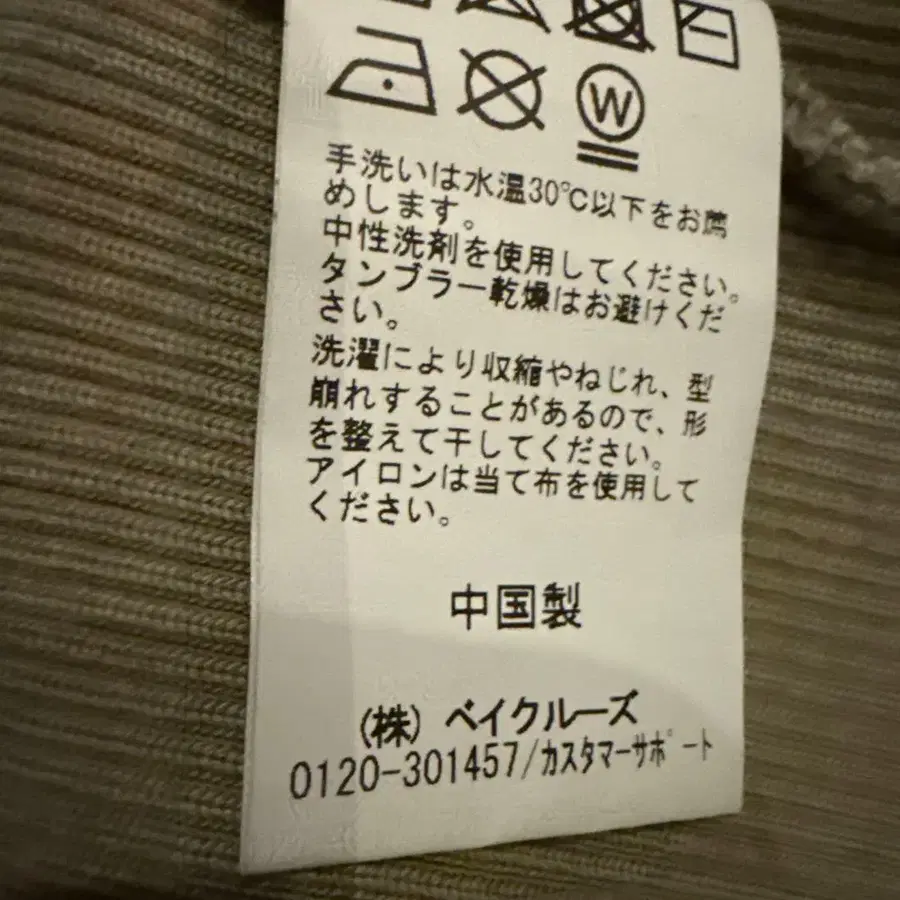 W
手洗いは水温30℃以下をお薦
めします。
中性洗剤を使用してください。
タンブラー乾燥はお避けくだ
さい。
洗濯により収縮やねじれ、型
崩れすることがあるので、形
を整えて干してください。
アイロンは当て布を使用して
ください。
中国製
(株) ベイクルーズ
0120-301457/カスタマーサポート